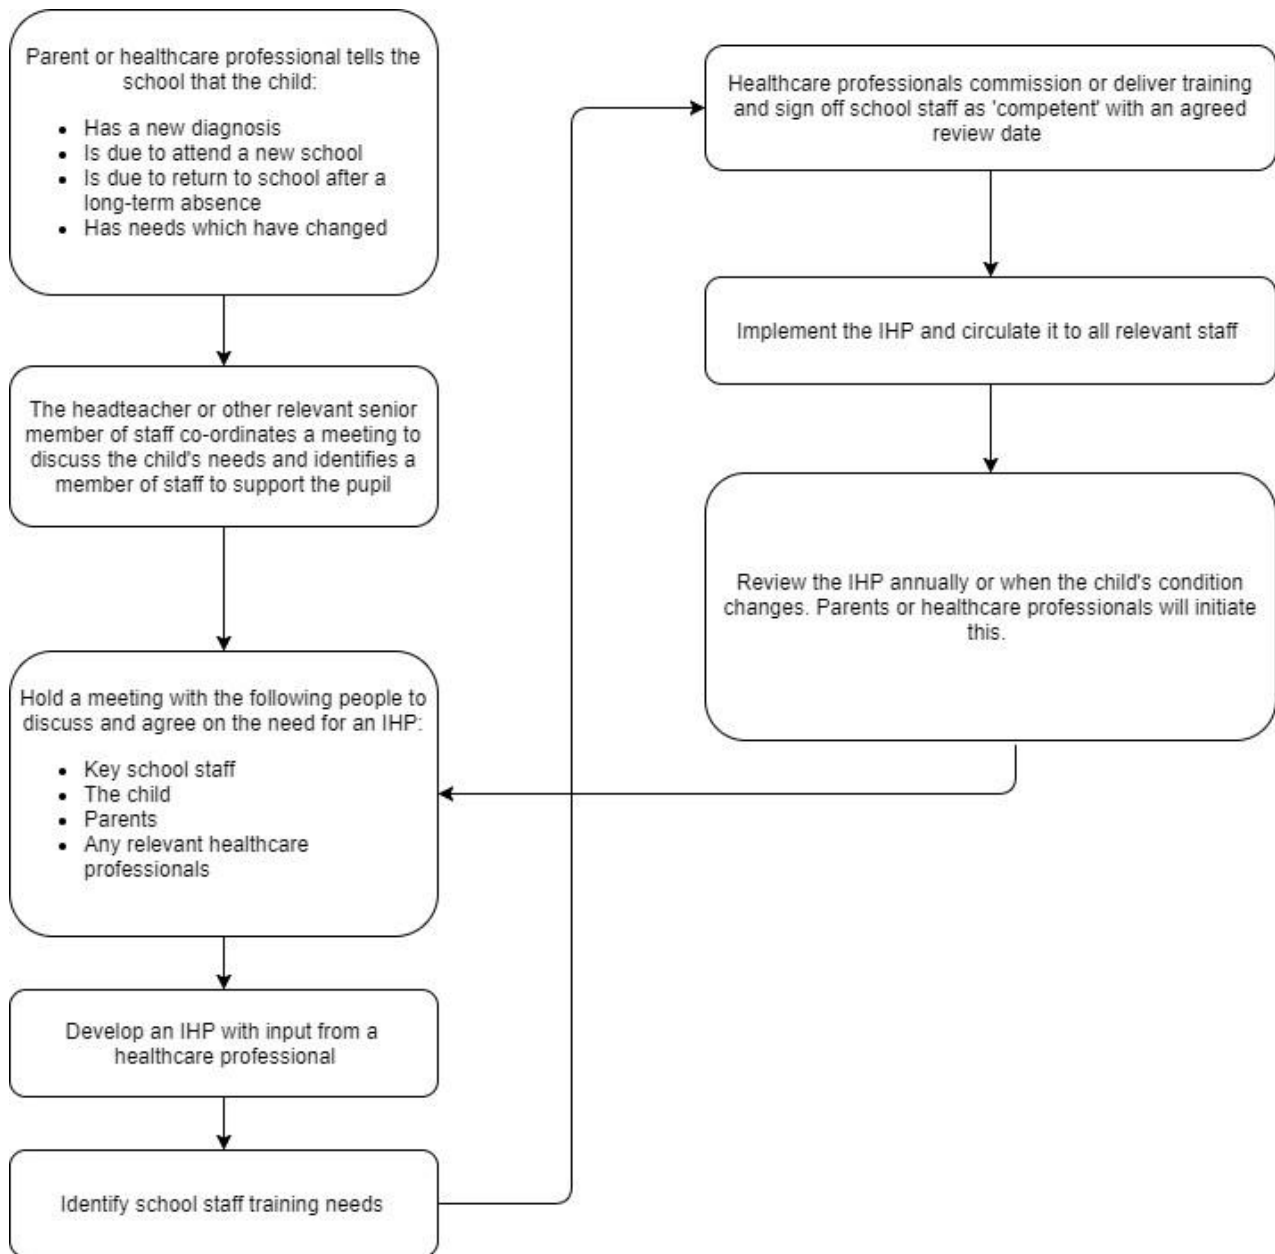 Parent or healthcare professional tells the
school that the child:
• Has a new diagnosis
• Is due to attend a new school
• Is due to return to school after a
long-term absence
• Has needs which have changed
The headteacher or other relevant senior
member of staff co-ordinates a meeting to
discuss the child's needs and identifies a
member of staff to support the pupil
Hold a meeting with the following people to
discuss and agree on the need for an IHP:
• Key school staff
• The child
• Parents
• Any relevant healthcare
professionals
Develop an IHP with input from a
healthcare professional
Identify school staff training needs
Healthcare professionals commission or deliver training
and sign off school staff as 'competent' with an agreed
review date
Implement the IHP and circulate it to all relevant staff
Review the IHP annually or when the child's condition
changes. Parents or healthcare professionals will initiate
this.